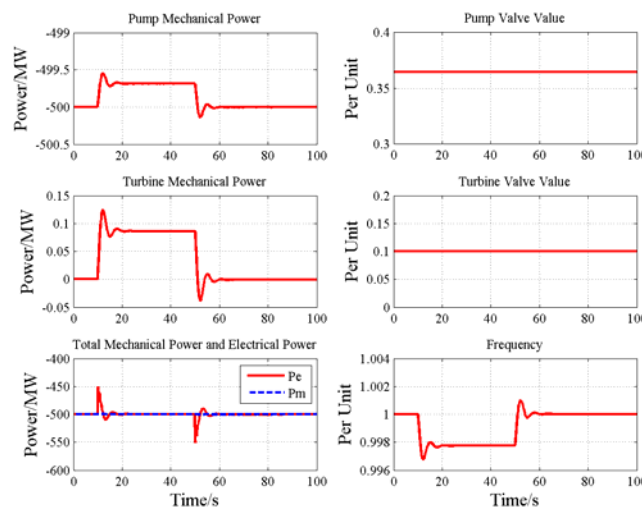 Pump Mechanical Power
Power/MW
-499
-499.5
-500
-500.5
0 20 40 60 80 100
Pump Valve Value
Per Unit
0.4
0.35
0.3
0 20 40 60 80 100
Turbine Mechanical Power
Power/MW
0.15
0.1
0.05
0
-0.05
0 20 40 60 80 100
Turbine Valve Value
Per Unit
0.2
0.15
0.1
0.05
0
0 20 40 60 80 100
Total Mechanical Power and Electrical Power
Power/MW
-400
-450
-500
-550
-600
Pe
Pm
0 20 40 60 80 100
Time/s
Frequency
Per Unit
1.004
1.002
1
0.998
0.996
0 20 40 60 80 100
Time/s